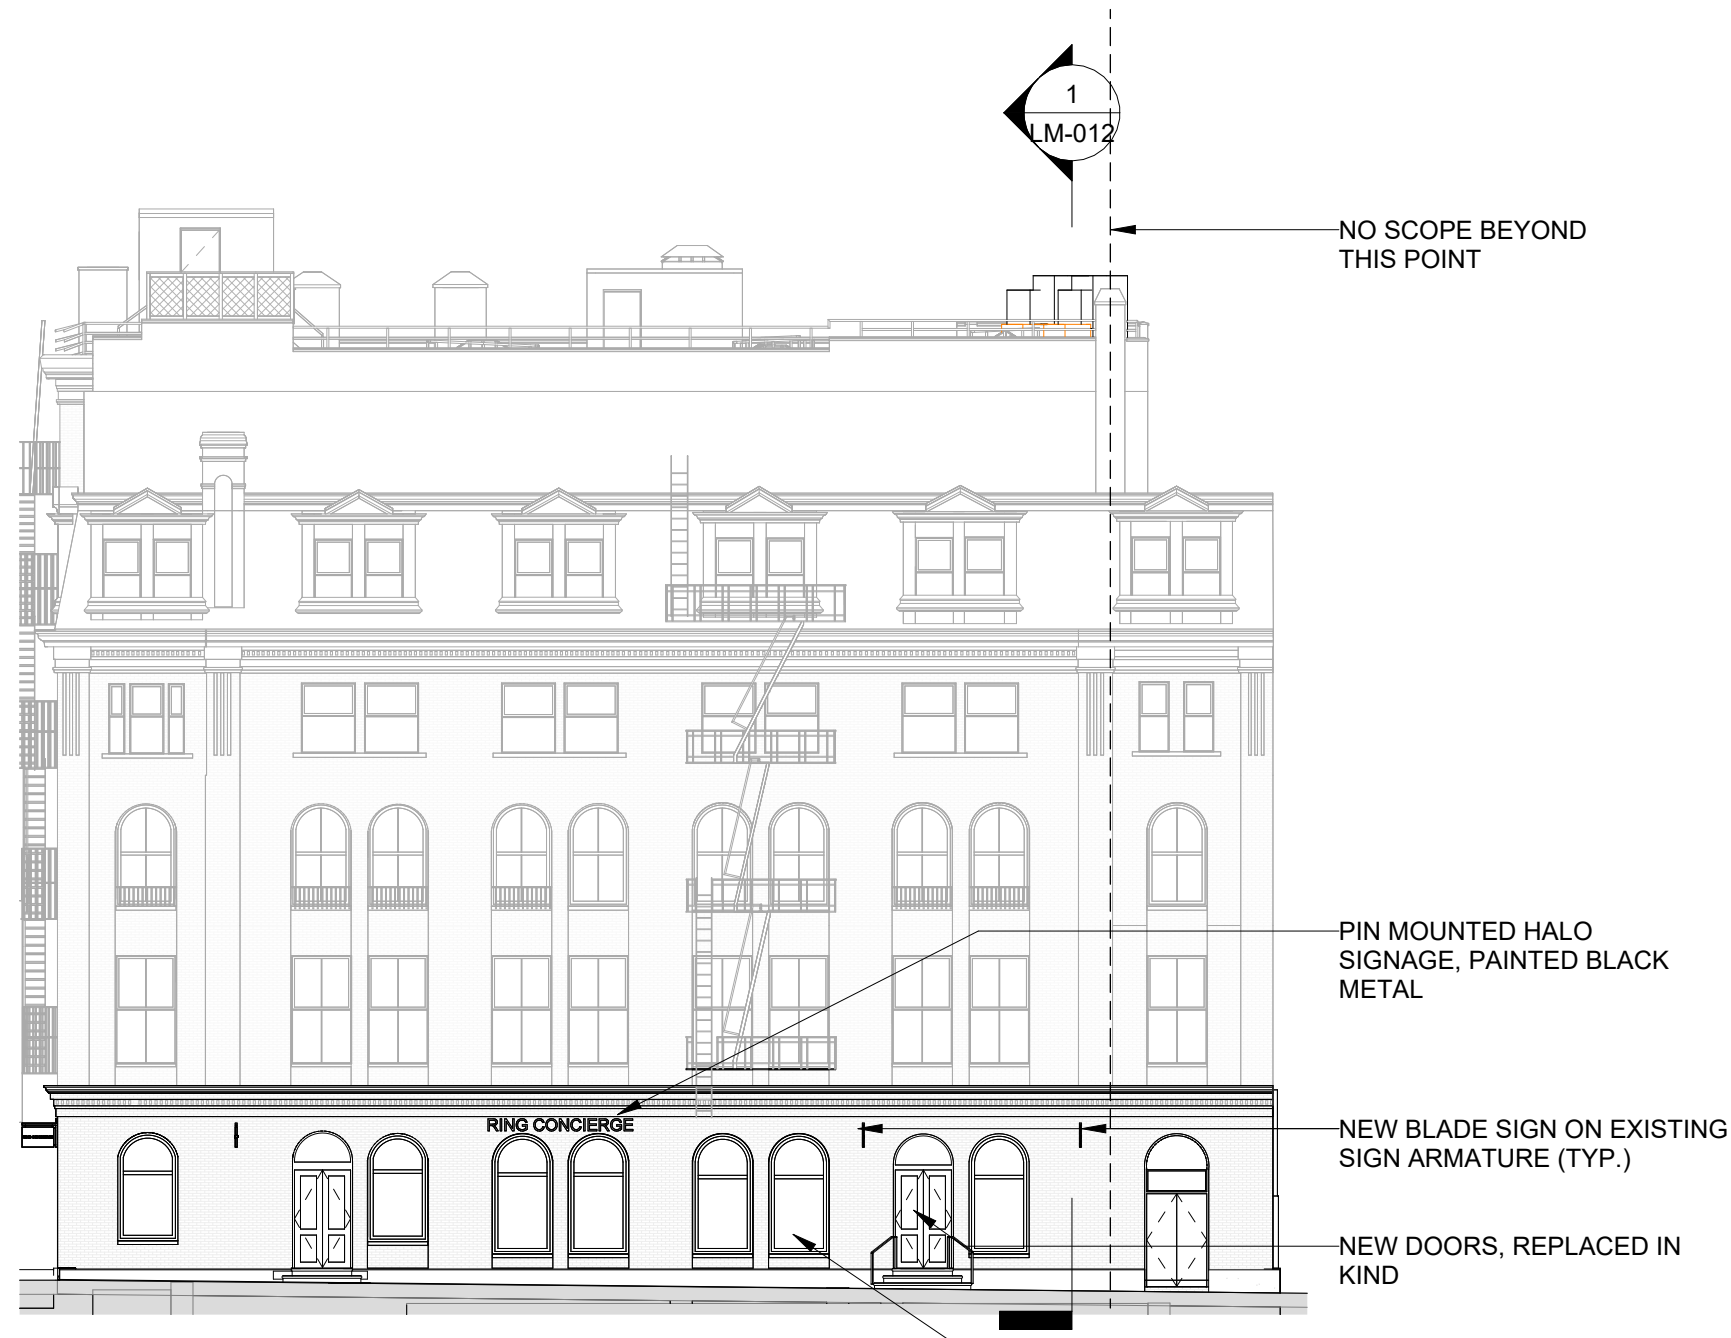 1
LM-012
NO SCOPE BEYOND
THIS POINT
PIN MOUNTED HALO
SIGNAGE, PAINTED BLACK
METAL
RING CONCIERGE
NEW BLADE SIGN ON EXISTING
SIGN ARMATURE (TYP.)
NEW DOORS, REPLACED IN
KIND